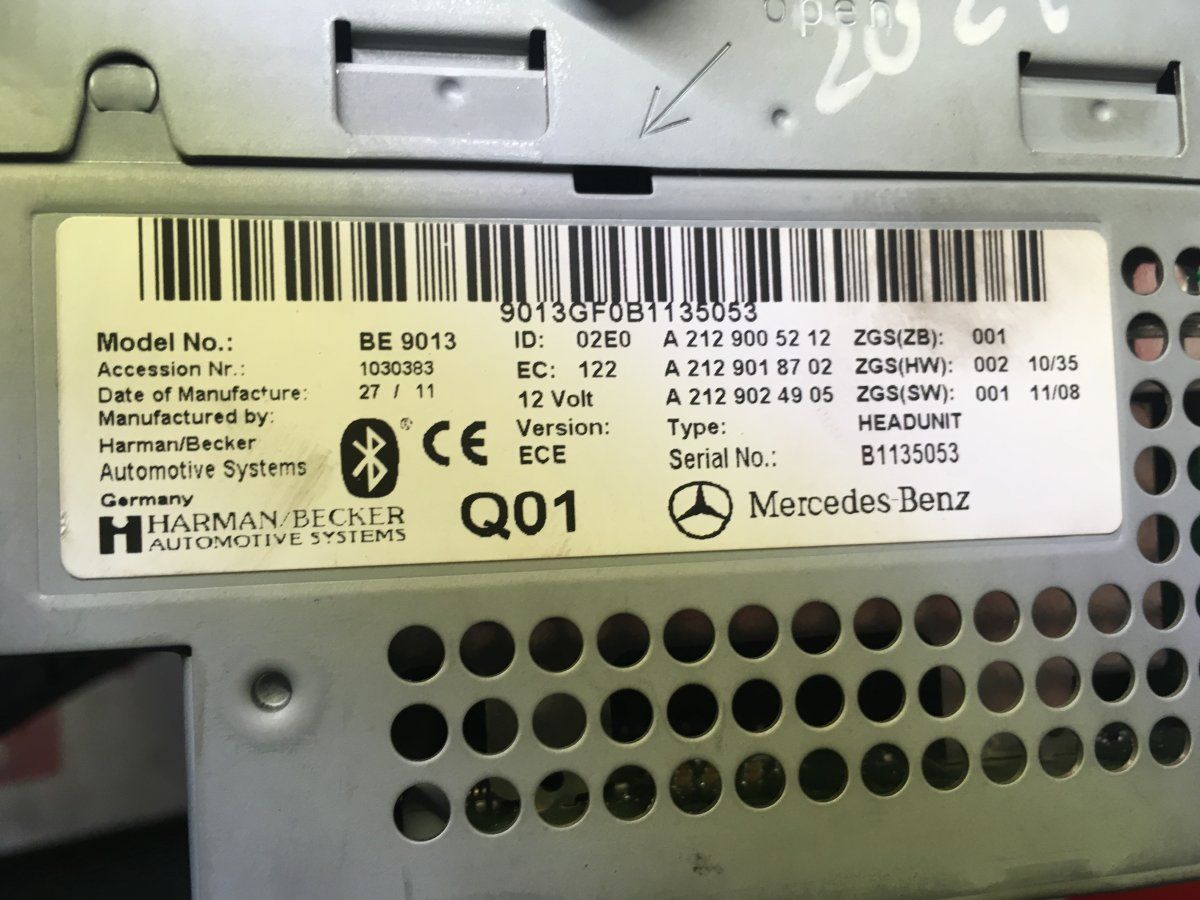 open
9013GF0B1135053
Model No.: BE 9013 ID: 02E0 A 212 900 52 12 ZGS(ZB): 001
Accession Nr.: 1030383 EC: 122 A 212 901 87 02 ZGS(HW): 002 10/35
Date of Manufacture: 27 / 11 12 Volt A 212 902 49 05 ZGS(SW): 001 11/08
Manufactured by: Version: Type: HEADUNIT
Harman/Becker ® CE ECE Serial No.: B1135053
Automotive Systems
Germany
HARMAN/BECKER Q01 Mercedes-Benz
AUTOMOTIVE SYSTEMS